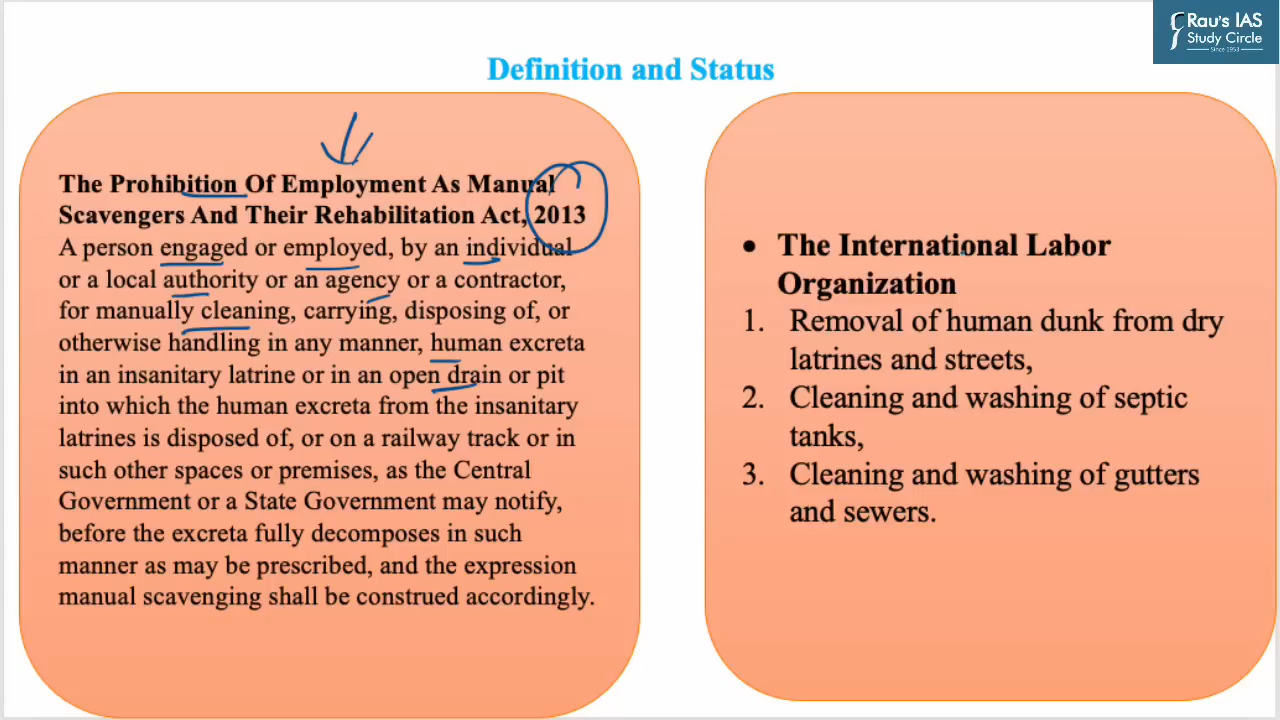 Rau's IAS
Study Circle
Since 1953
Definition and Status
The Prohibition Of Employment As Manual
Scavengers And Their Rehabilitation Act, 2013
A person engaged or employed, by an individual
or a local authority or an agency or a contractor,
for manually cleaning, carrying, disposing of, or
otherwise handling in any manner, human excreta
in an insanitary latrine or in an open drain or pit
into which the human excreta from the insanitary
latrines is disposed of, or on a railway track or in
such other spaces or premises, as the Central
Government or a State Government may notify,
before the excreta fully decomposes in such
manner as may be prescribed, and the expression
manual scavenging shall be construed accordingly.
• The International Labor
Organization
1. Removal of human dunk from dry
latrines and streets,
2. Cleaning and washing of septic
tanks,
3. Cleaning and washing of gutters
and sewers.